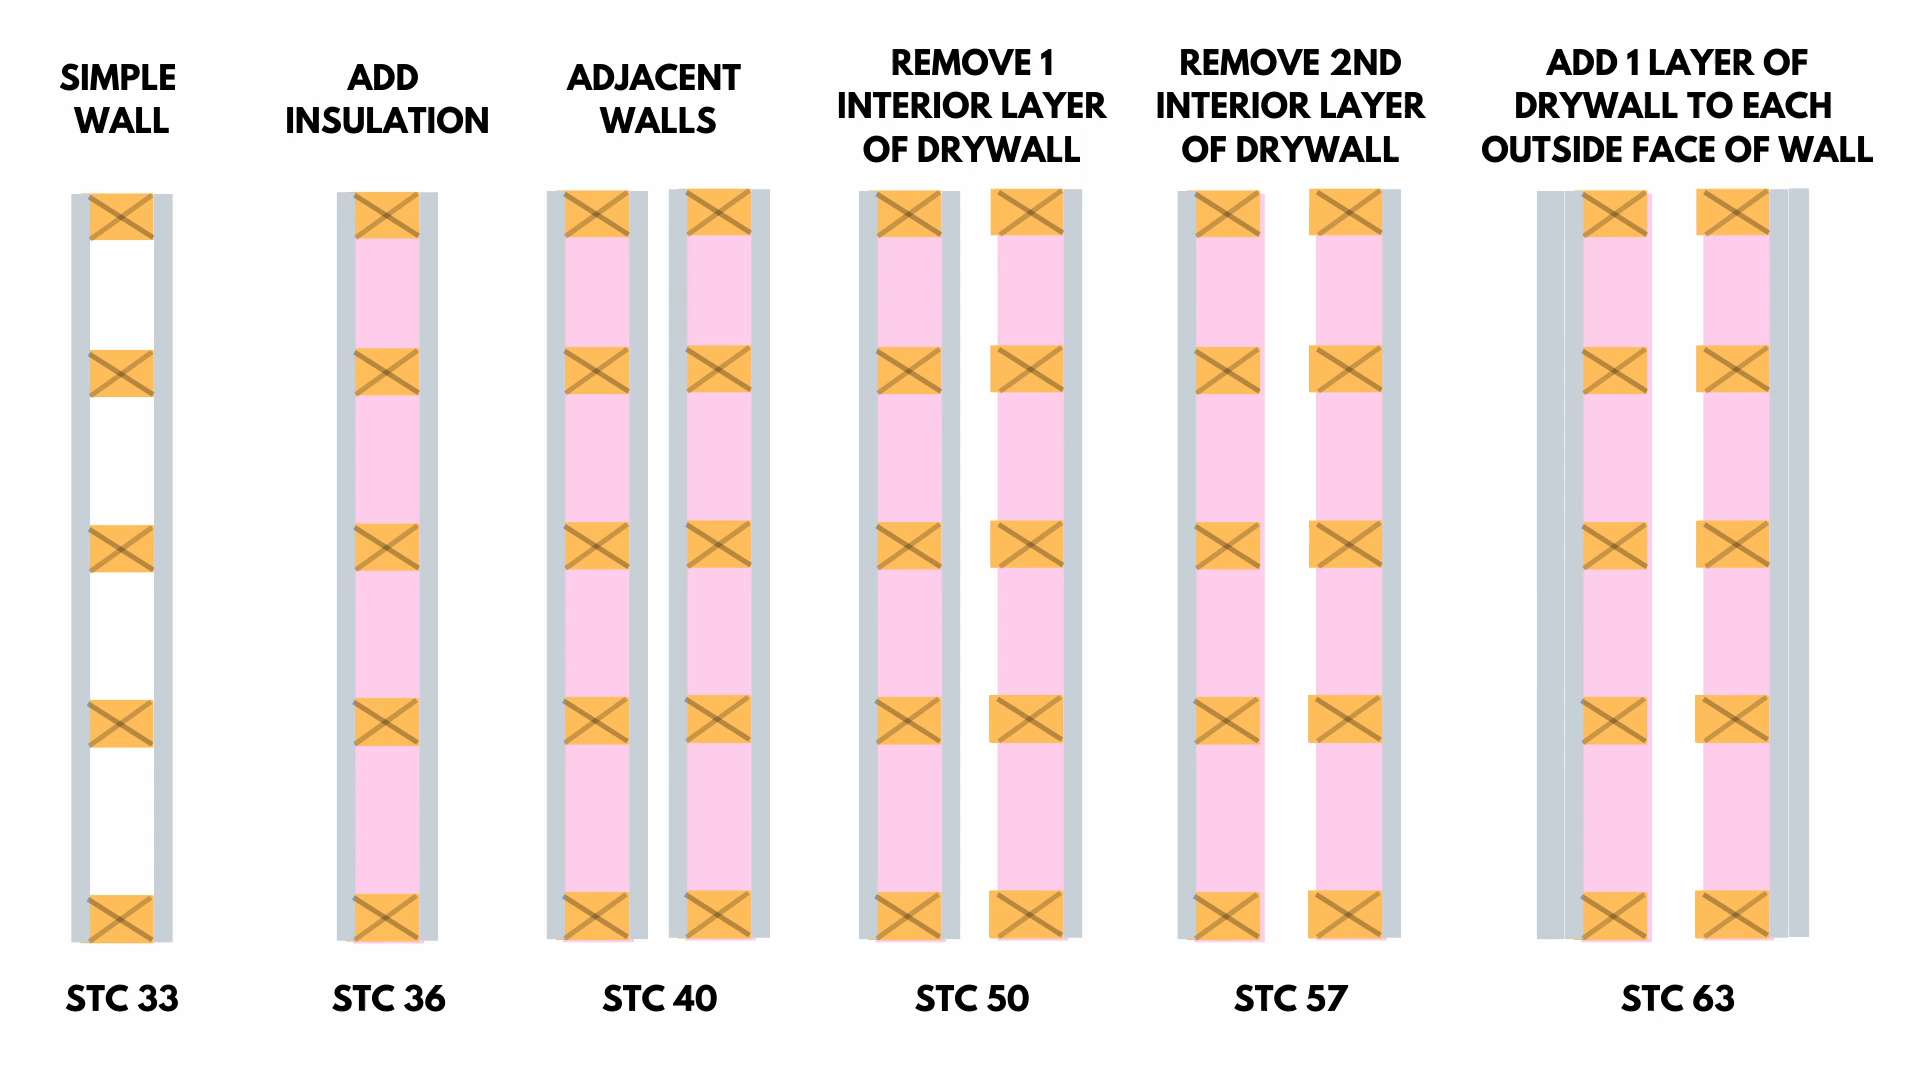 SIMPLE
WALL
ADD
INSULATION
ADJACENT
WALLS
REMOVE 1
INTERIOR LAYER
OF DRYWALL
REMOVE 2ND
INTERIOR LAYER
OF DRYWALL
ADD 1 LAYER OF
DRYWALL TO EACH
OUTSIDE FACE OF WALL
STC 33
STC 36
STC 40
STC 50
STC 57
STC 63